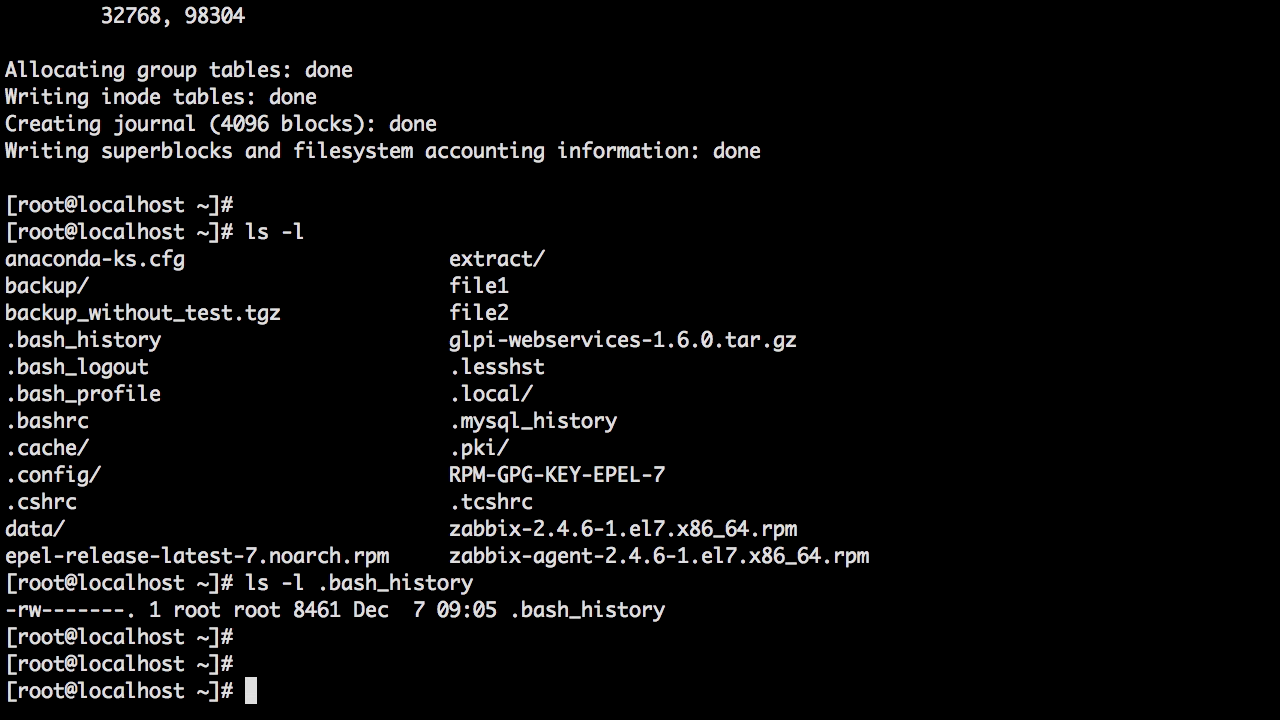 32768, 98304
Allocating group tables: done
Writing inode tables: done
Creating journal (4096 blocks): done
Writing superblocks and filesystem accounting information: done
[root@localhost ~]#
[root@localhost ~]# ls -l
anaconda-ks.cfg                      extract/
backup/                              file1
backup_without_test.tgz              file2
.bash_history                        glpi-webservices-1.6.0.tar.gz
.bash_logout                         .lesshst
.bash_profile                        .local/
.bashrc                              .mysql_history
.cache/                              .pki/
.config/                             RPM-GPG-KEY-EPEL-7
.cshrc                               .tcshrc
data/                                zabbix-2.4.6-1.el7.x86_64.rpm
epel-release-latest-7.noarch.rpm     zabbix-agent-2.4.6-1.el7.x86_64.rpm
[root@localhost ~]# ls -l .bash_history
-rw-------. 1 root root 8461 Dec  7 09:05 .bash_history
[root@localhost ~]#
[root@localhost ~]#
[root@localhost ~]#